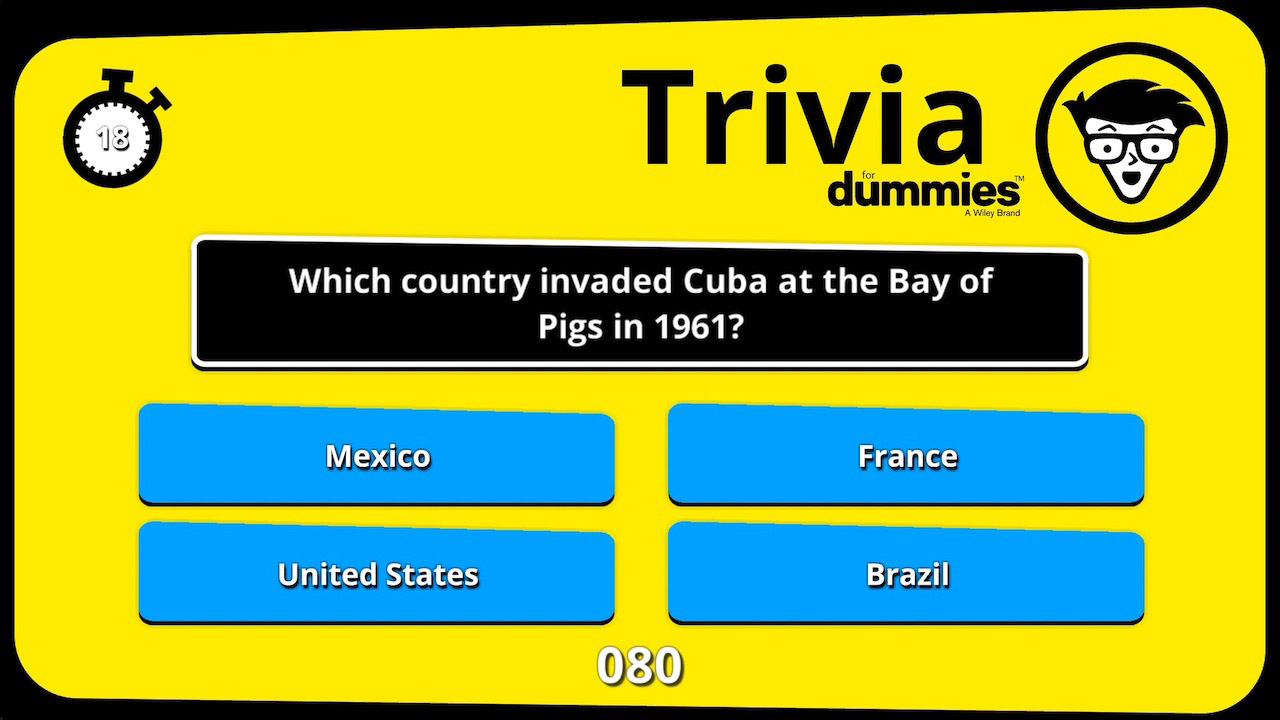 18
Trivia
for
dummies™
A Wiley Brand
Which country invaded Cuba at the Bay of
Pigs in 1961?
Mexico
France
United States
Brazil
080